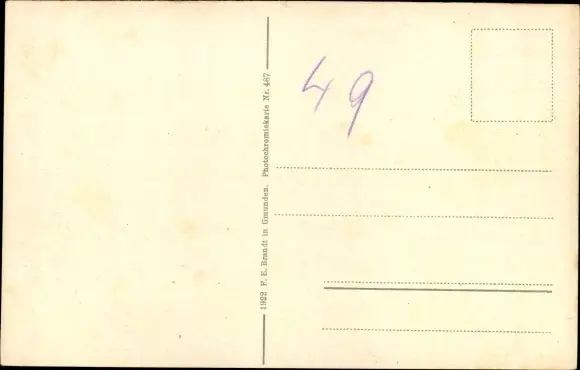 1922 F. E. Brandt in Gmunden. Photochromiekarte Nr. 467
49